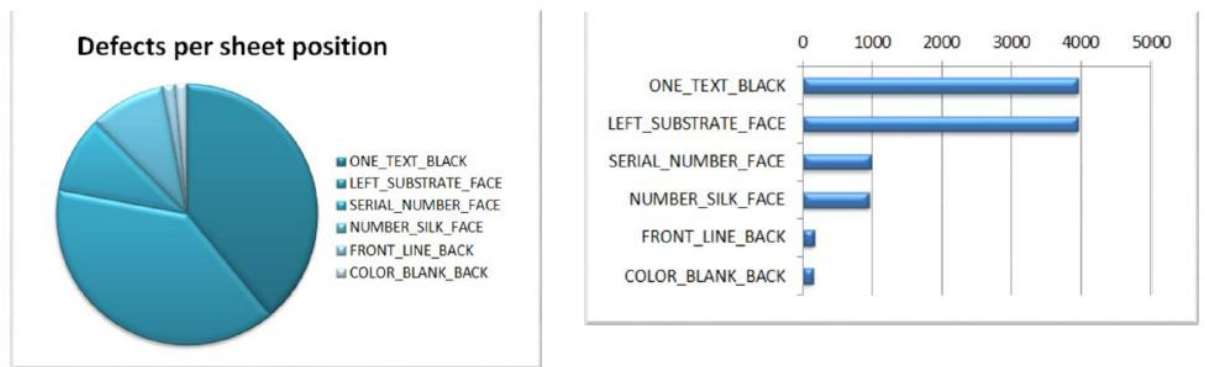 Defects per sheet position
ONE_TEXT_BLACK
LEFT_SUBSTRATE_FACE
SERIAL_NUMBER_FACE
NUMBER_SILK_FACE
FRONT_LINE_BACK
COLOR_BLANK_BACK
0 1000 2000 3000 4000 5000
ONE_TEXT_BLACK
LEFT_SUBSTRATE_FACE
SERIAL_NUMBER_FACE
NUMBER_SILK_FACE
FRONT_LINE_BACK
COLOR_BLANK_BACK